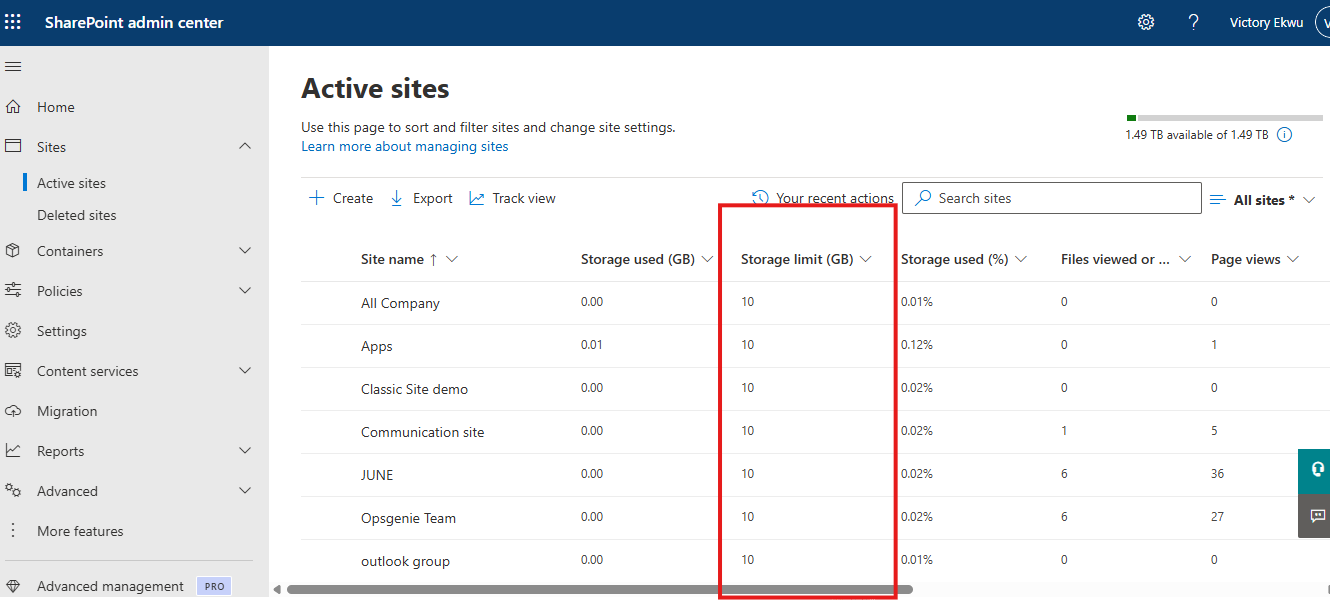 SharePoint admin center
Victory Ekwu
V
Home
Sites
Active sites
Deleted sites
Containers
Policies
Settings
Content services
Migration
Reports
Advanced
More features
Advanced management PRO
Active sites
Use this page to sort and filter sites and change site settings.
Learn more about managing sites
1.49 TB available of 1.49 TB
Create Export Track view Your recent actions Search sites All sites *
Site name ↑ Storage used (GB) Storage limit (GB) Storage used (%) Files viewed or ... Page views
All Company 0.00 10 0.01% 0 0
Apps 0.01 10 0.12% 0 1
Classic Site demo 0.00 10 0.02% 0 0
Communication site 0.00 10 0.02% 1 5
JUNE 0.00 10 0.02% 6 36
Opsgenie Team 0.00 10 0.02% 6 27
outlook group 0.00 10 0.01% 0 0